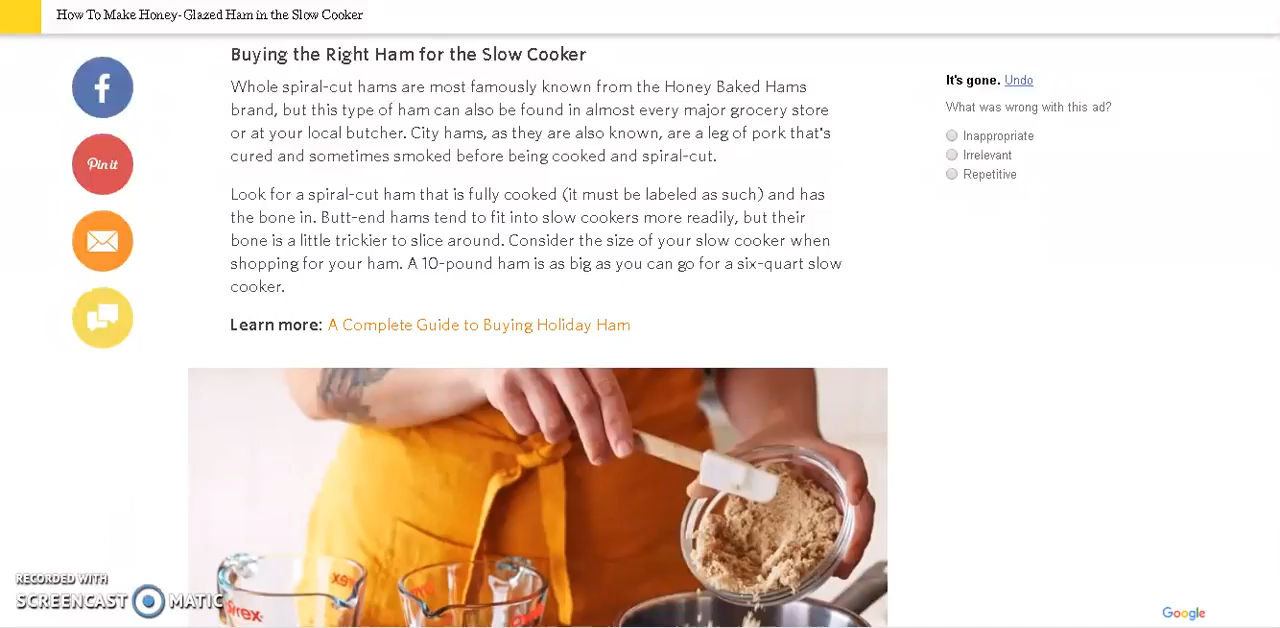 How To Make Honey-Glazed Ham in the Slow Cooker
Buying the Right Ham for the Slow Cooker
Whole spiral-cut hams are most famously known from the Honey Baked Hams
brand, but this type of ham can also be found in almost every major grocery store
or at your local butcher. City hams, as they are also known, are a leg of pork that's
cured and sometimes smoked before being cooked and spiral-cut.
Look for a spiral-cut ham that is fully cooked (it must be labeled as such) and has
the bone in. Butt-end hams tend to fit into slow cookers more readily, but their
bone is a little trickier to slice around. Consider the size of your slow cooker when
shopping for your ham. A 10-pound ham is as big as you can go for a six-quart slow
cooker.
Learn more: A Complete Guide to Buying Holiday Ham
Pin it
It's gone. Undo
What was wrong with this ad?
Inappropriate
Irrelevant
Repetitive
RECORDED WITH
SCREENCAST MATIC
Google